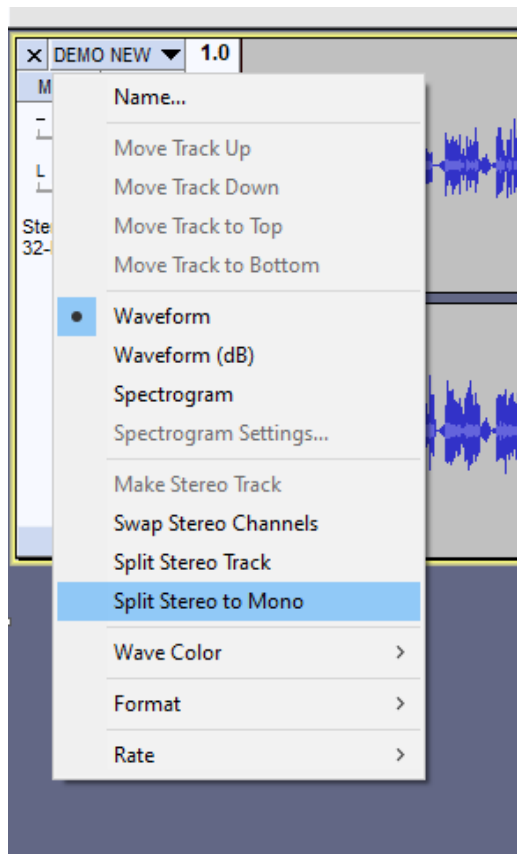 × DEMO NEW 1.0
M
Name...
-
Move Track Up
L
Move Track Down
Move Track to Top
32-
Move Track to Bottom
Waveform
Waveform (dB)
Spectrogram
Spectrogram Settings...
Make Stereo Track
Swap Stereo Channels
Split Stereo Track
Split Stereo to Mono
Wave Color
Format
Rate